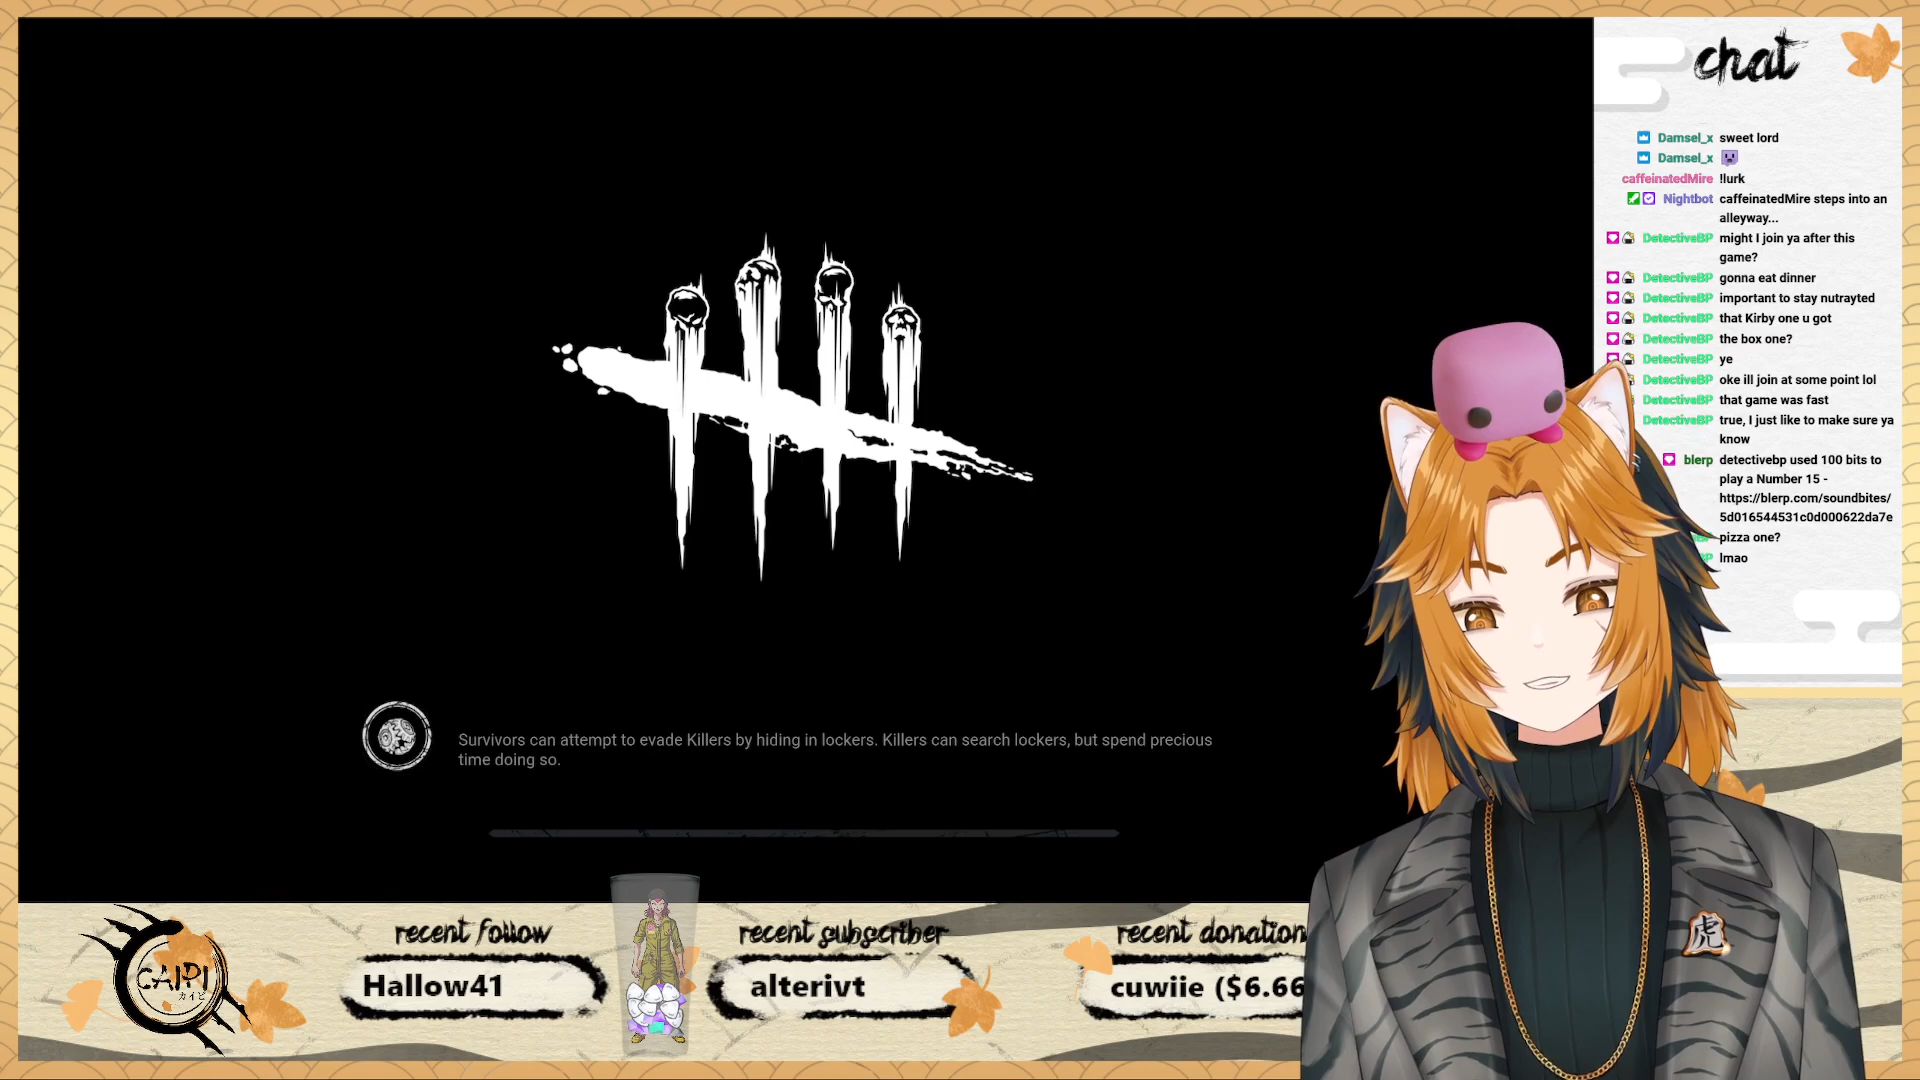 chat
Damsel_x sweet lord
Damsel_x
caffeinatedMire !lurk
Nightbot caffeinatedMire steps into an
alleyway...
DetectiveBP might I join ya after this
game?
DetectiveBP gonna eat dinner
DetectiveBP important to stay nutrayted
DetectiveBP that Kirby one u got
DetectiveBP the box one?
DetectiveBP ye
DetectiveBP oke ill join at some point lol
DetectiveBP that game was fast
DetectiveBP true, I just like to make sure ya
know
blerp detectivebp used 100 bits to
play a Number 15 -
https://blerp.com/soundbites/
5d016544531c0d000622da7e
BP pizza one?
BP lmao
Survivors can attempt to evade Killers by hiding in lockers. Killers can search lockers, but spend precious
time doing so.
虎
CAIPI
カイピ
recent follow
Hallow41
recent subscriber
alterivt
recent donation
cuwiie ($6.66